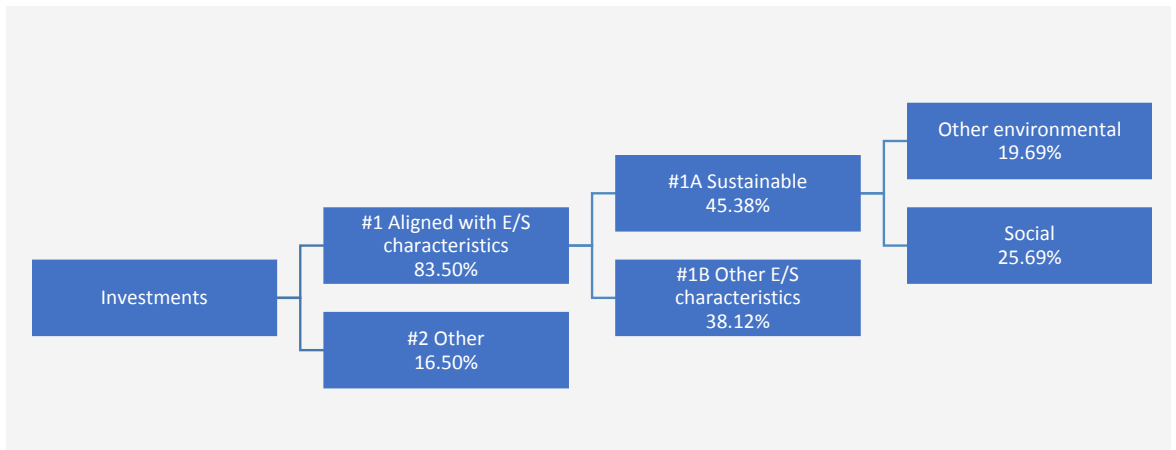 Investments
#1 Aligned with E/S
characteristics
83.50%
#2 Other
16.50%
#1A Sustainable
45.38%
#1B Other E/S
characteristics
38.12%
Other environmental
19.69%
Social
25.69%